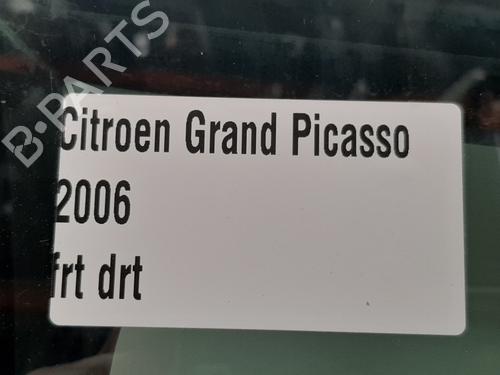 B-PARTS
Citroen Grand Picasso
2006
frt drt